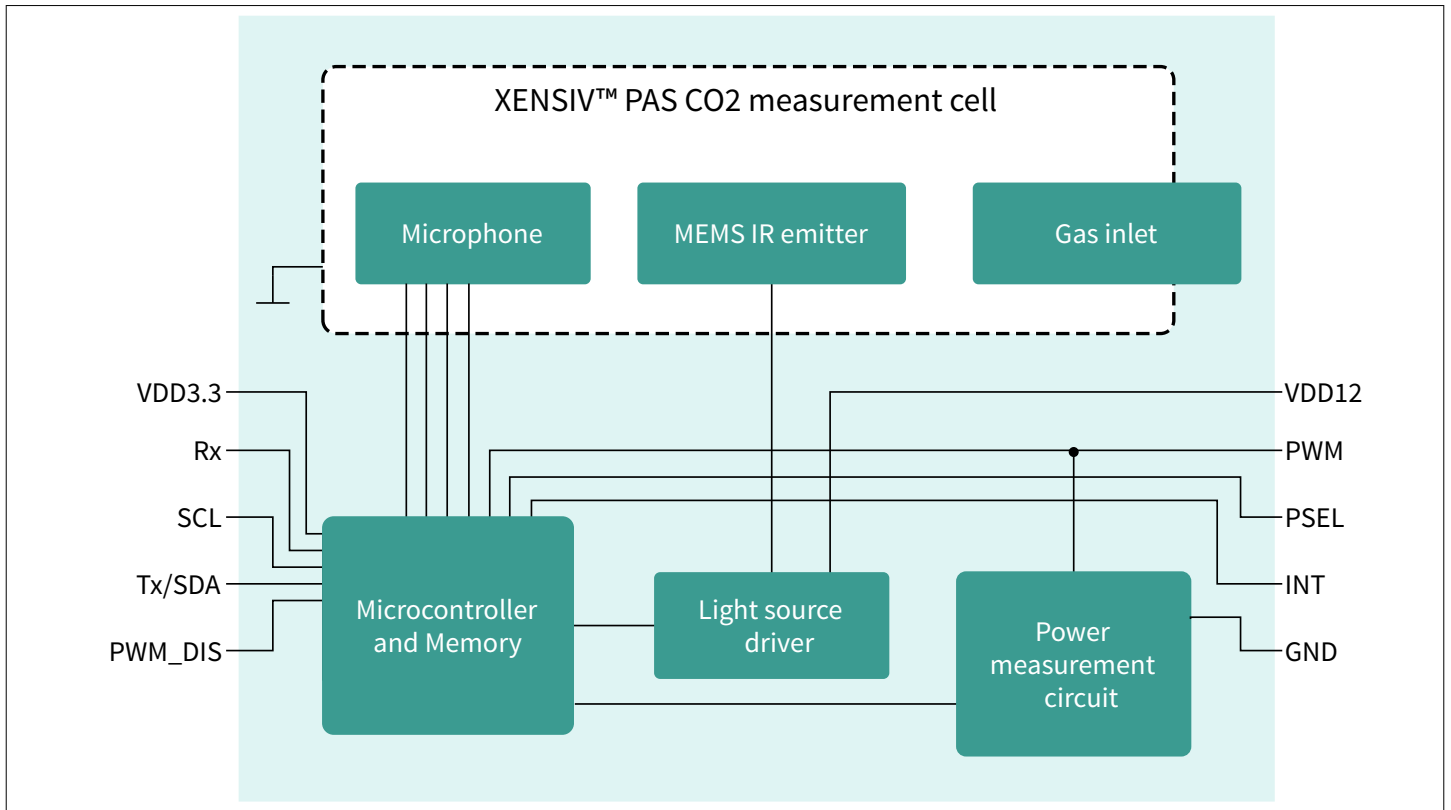 XENSIV™ PAS CO2 measurement cell
Microphone
MEMS IR emitter
Gas inlet
VDD3.3
VDD12
Rx
PWM
SCL
PSEL
Tx/SDA
INT
PWM_DIS
GND
Microcontroller
and Memory
Light source
driver
Power
measurement
circuit